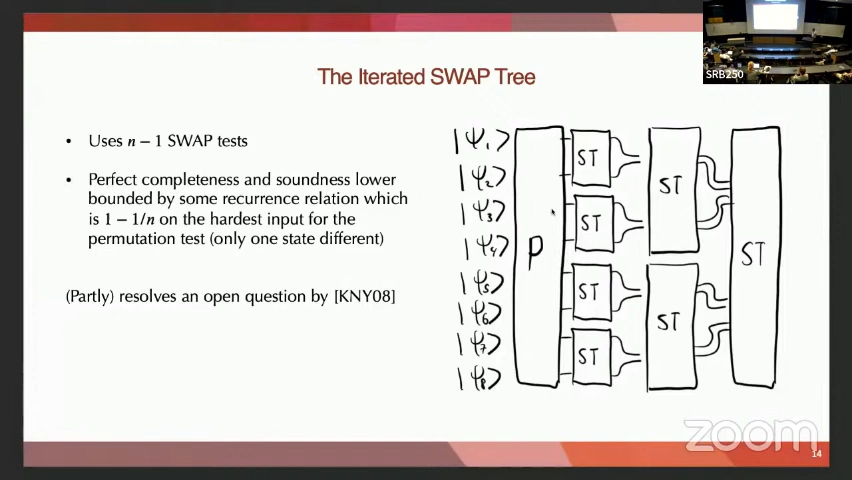 SRB250
The Iterated SWAP Tree
• Uses n − 1 SWAP tests
• Perfect completeness and soundness lower
bounded by some recurrence relation which
is 1 − 1/n on the hardest input for the
permutation test (only one state different)
(Partly) resolves an open question by [KNY08]
|ψ₁⟩
|ψ₂⟩
|ψ₃⟩
|ψ₄⟩
|ψ₅⟩
|ψ₆⟩
|ψ₇⟩
|ψ₈⟩
P
ST
ST
ST
ST
ST
ST
ST
zoom
14